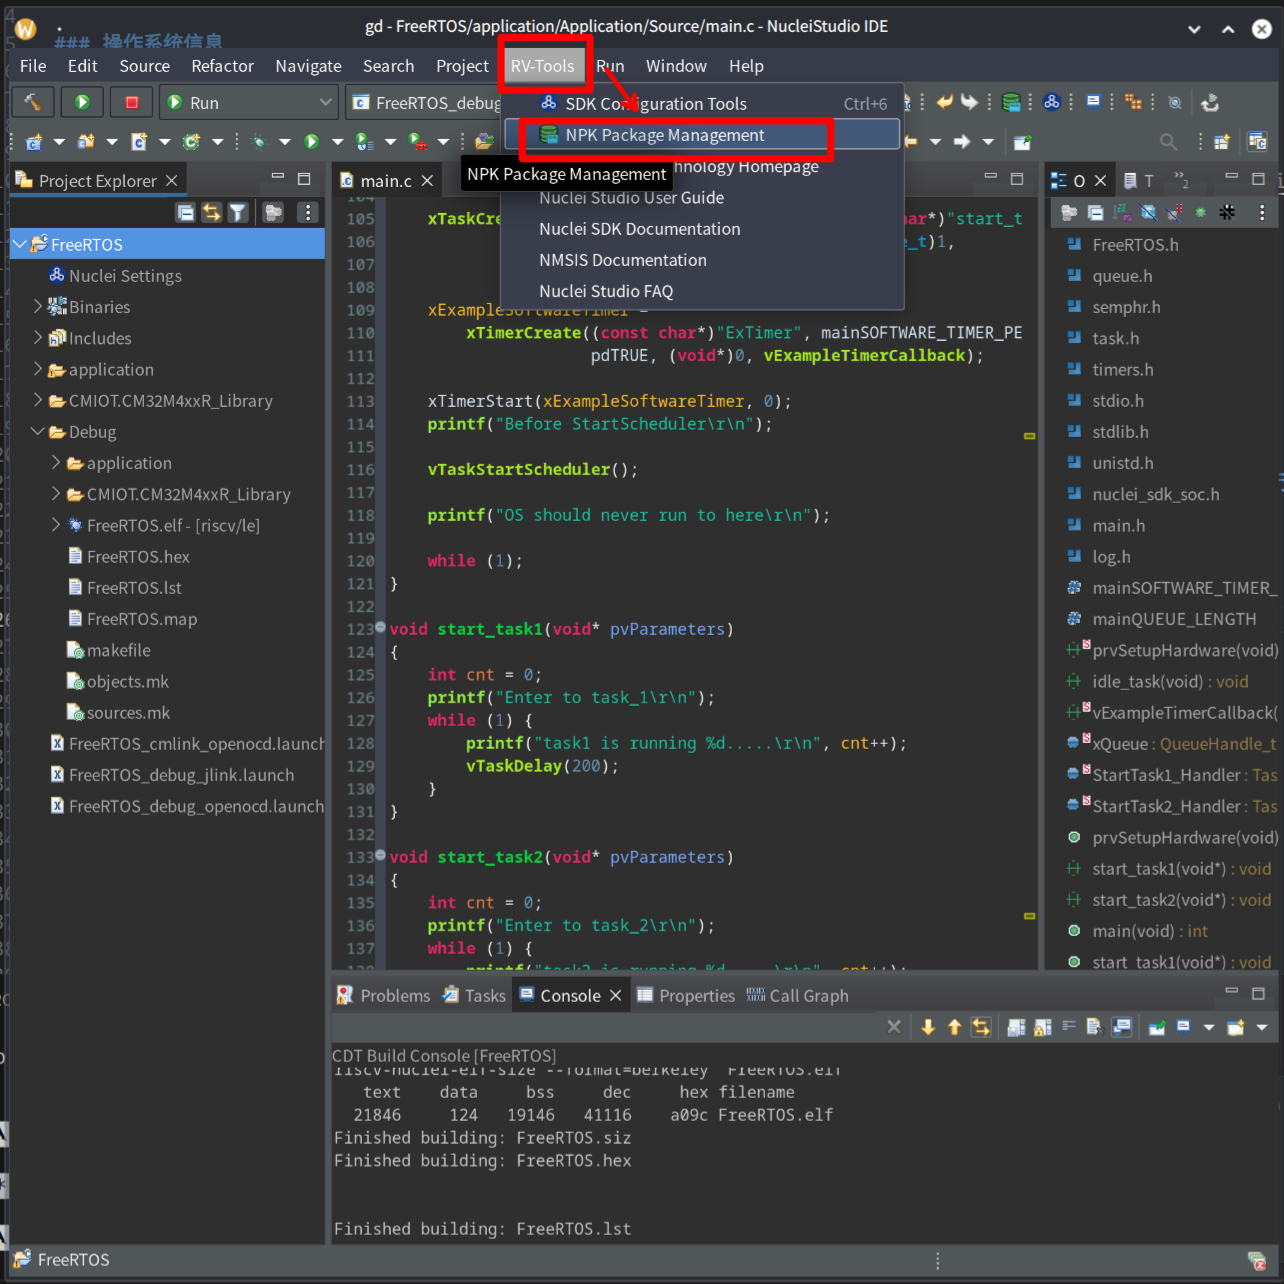 ### 操作系统信息
gd - FreeRTOS/application/Application/Source/main.c - NucleiStudio IDE
File Edit Source Refactor Navigate Search Project RV-Tools Run Window Help
Run
FreeRTOS_debug
SDK Configuration Tools Ctrl+6
NPK Package Management
hnology Homepage
NPK Package Management
Nuclei Studio User Guide
Nuclei SDK Documentation
NMSIS Documentation
Nuclei Studio FAQ
Project Explorer
FreeRTOS
Nuclei Settings
Binaries
Includes
application
CMIOT.CM32M4xxR_Library
Debug
application
CMIOT.CM32M4xxR_Library
FreeRTOS.elf - [riscv/le]
FreeRTOS.hex
FreeRTOS.lst
FreeRTOS.map
makefile
objects.mk
sources.mk
FreeRTOS_cmlink_openocd.launch
FreeRTOS_debug_jlink.launch
FreeRTOS_debug_openocd.launch
main.c
104
105 xTaskCre ar*)"start_t
106 e_t)1,
107
108
109 xExampleSoftwareTimer =
110 xTimerCreate((const char*)"ExTimer", mainSOFTWARE_TIMER_PE
111 pdTRUE, (void*)0, vExampleTimerCallback);
112
113 xTimerStart(xExampleSoftwareTimer, 0);
114 printf("Before StartScheduler\r\n");
115
116 vTaskStartScheduler();
117
118 printf("OS should never run to here\r\n");
119
120 while (1);
121 }
122
123 void start_task1(void* pvParameters)
124 {
125 int cnt = 0;
126 printf("Enter to task_1\r\n");
127 while (1) {
128 printf("task1 is running %d.....\r\n", cnt++);
129 vTaskDelay(200);
130 }
131 }
132
133 void start_task2(void* pvParameters)
134 {
135 int cnt = 0;
136 printf("Enter to task_2\r\n");
137 while (1) {
138 printf("task2 is running %d.....\r\n", cnt++);
O T 2
FreeRTOS.h
queue.h
semphr.h
task.h
timers.h
stdio.h
stdlib.h
unistd.h
nuclei_sdk_soc.h
main.h
log.h
mainSOFTWARE_TIMER_
mainQUEUE_LENGTH
prvSetupHardware(void)
idle_task(void) : void
vExampleTimerCallback(
xQueue : QueueHandle_t
StartTask1_Handler : Tas
StartTask2_Handler : Tas
prvSetupHardware(void)
start_task1(void*) : void
start_task2(void*) : void
main(void) : int
start_task1(void*) : void
Problems Tasks Console Properties Call Graph
CDT Build Console [FreeRTOS]
riscv-nuclei-elf-size --format=berkeley "FreeRTOS.elf"
text data bss dec hex filename
21846 124 19146 41116 a09c FreeRTOS.elf
Finished building: FreeRTOS.siz
Finished building: FreeRTOS.hex
Finished building: FreeRTOS.lst
FreeRTOS